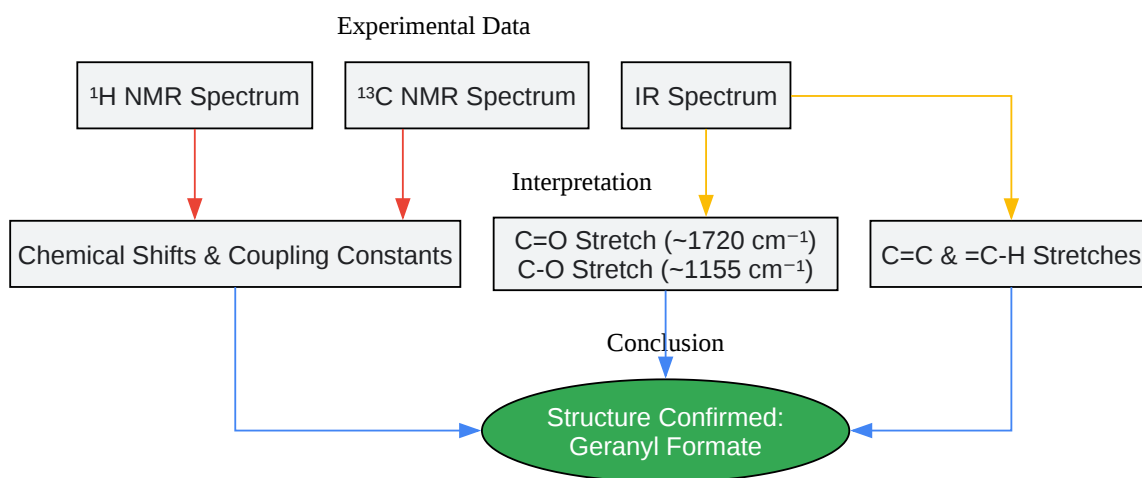 Experimental Data
¹H NMR Spectrum
¹³C NMR Spectrum
IR Spectrum
Interpretation
Chemical Shifts & Coupling Constants
C=O Stretch (~1720 cm⁻¹)
C-O Stretch (~1155 cm⁻¹)
C=C & =C-H Stretches
Conclusion
Structure Confirmed:
Geranyl Formate